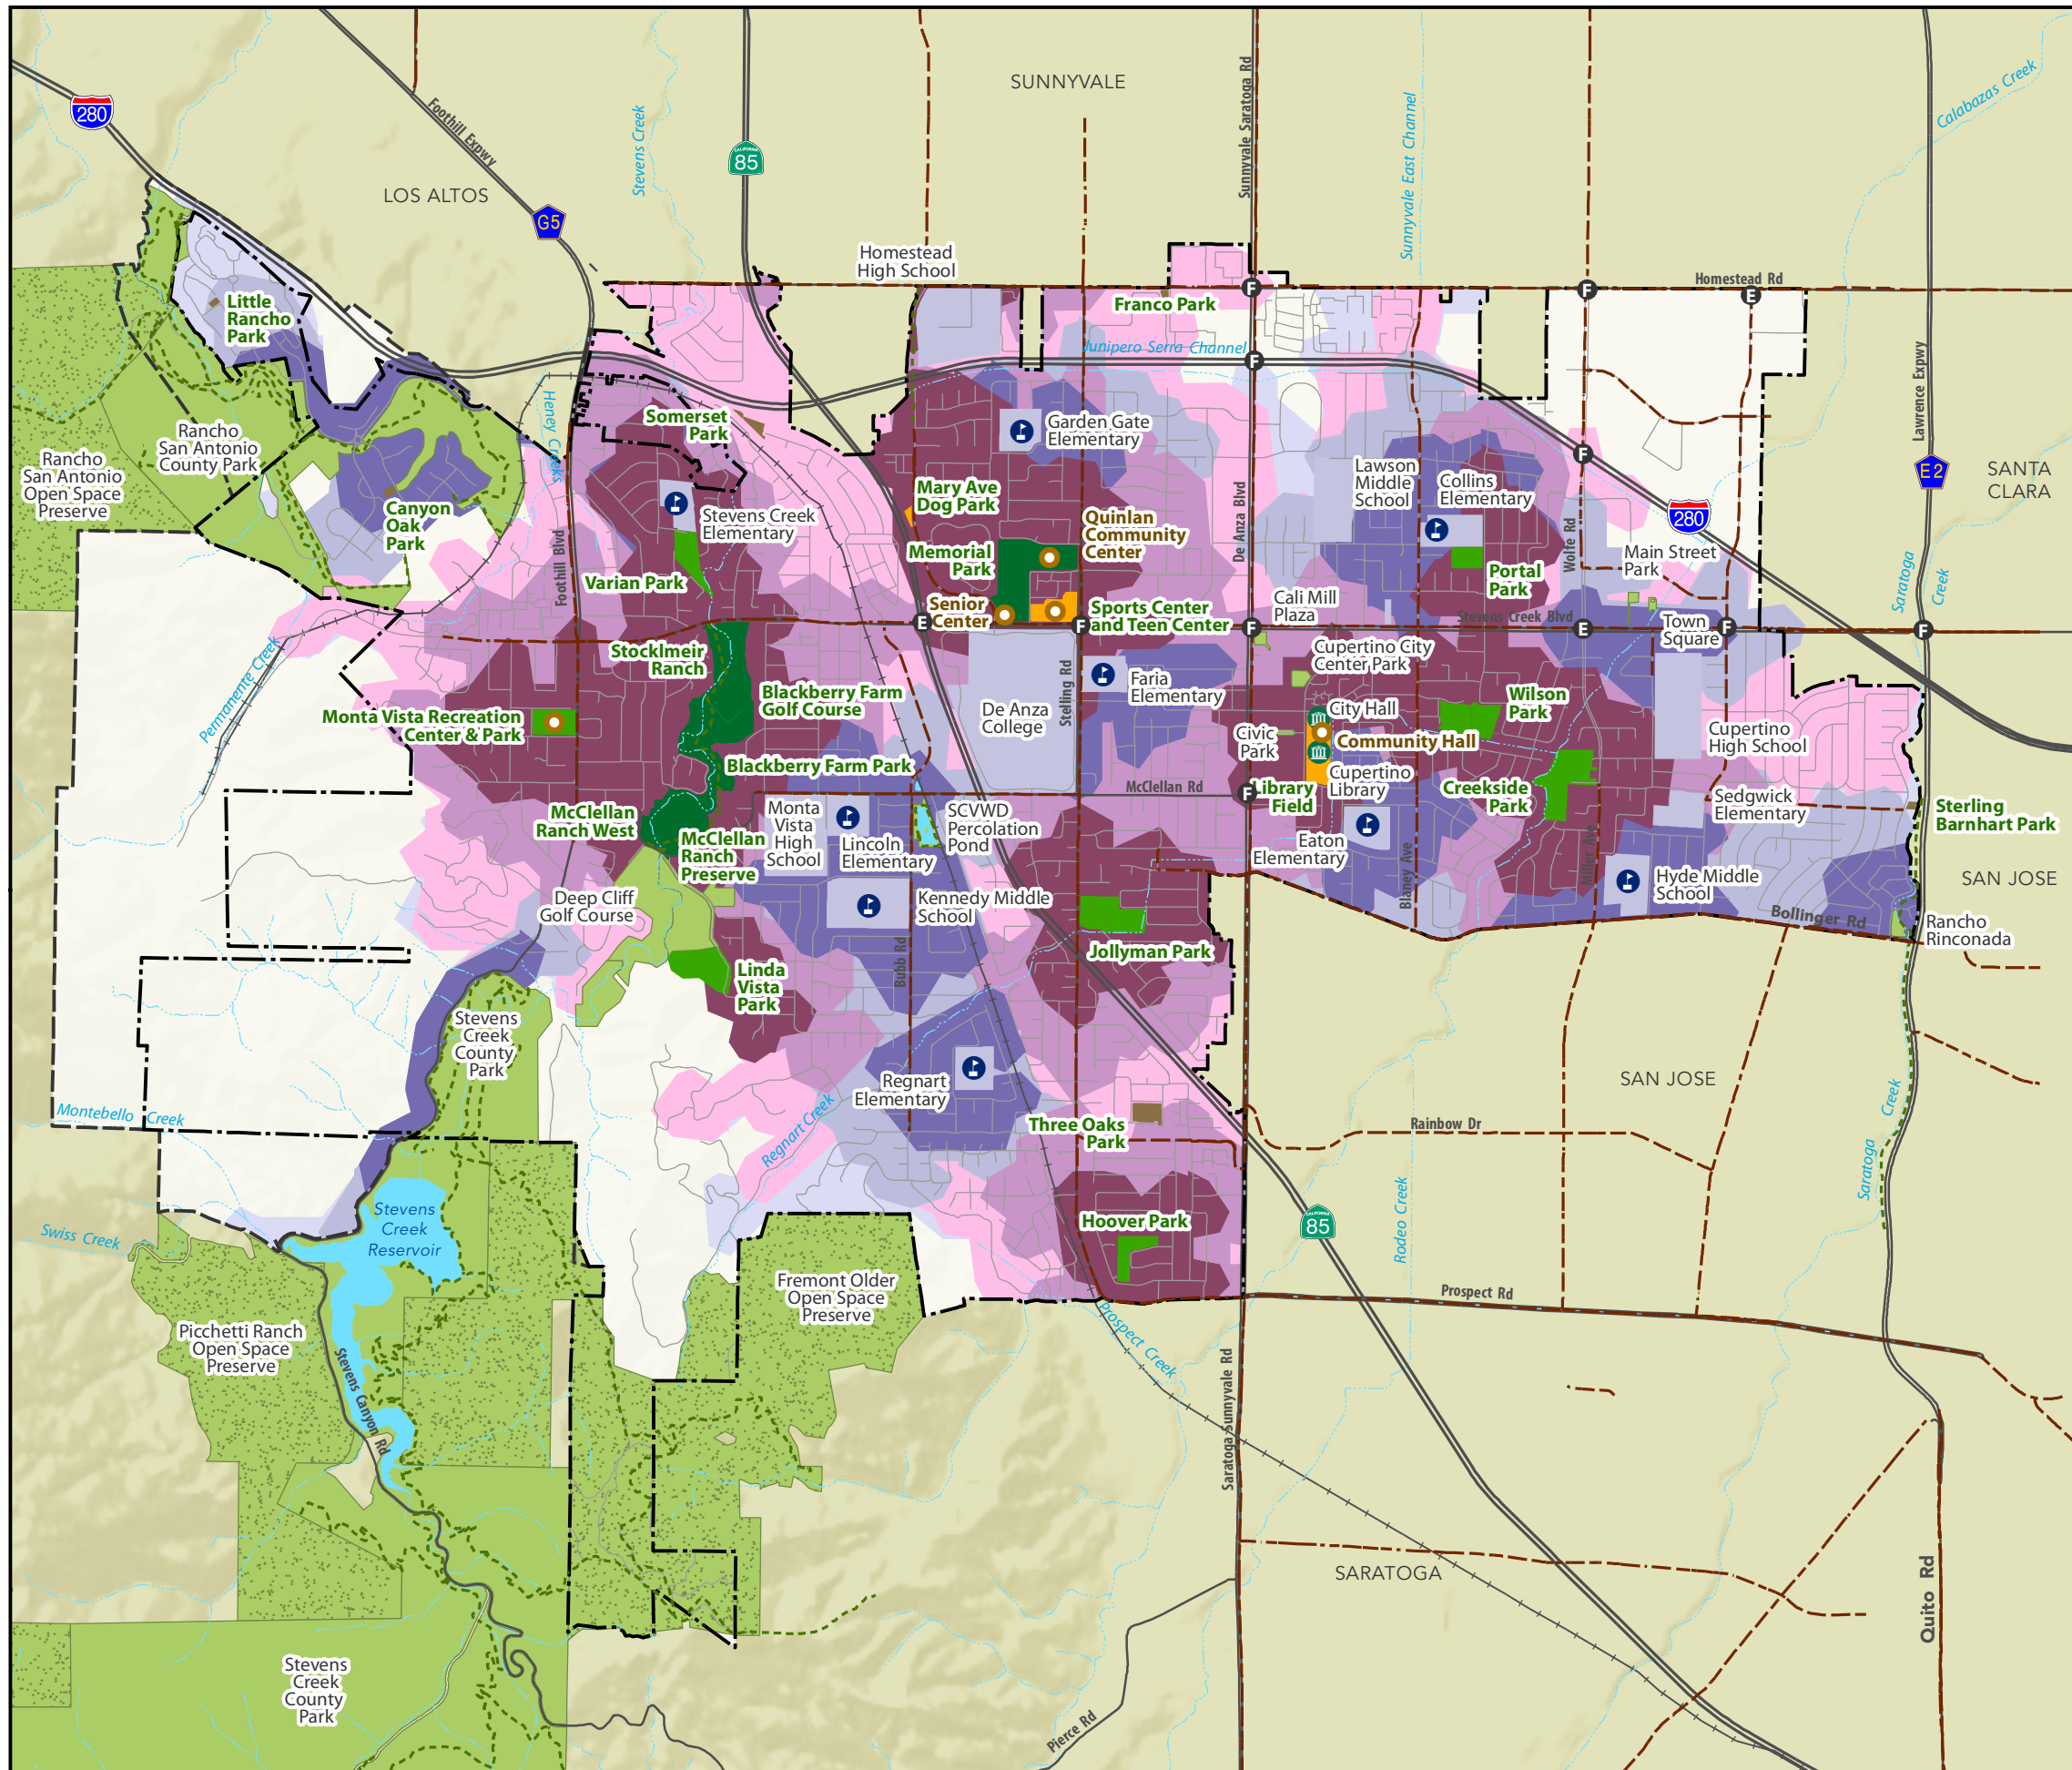 SUNNYVALE
Calabazas Creek
280
Foothill Expwy
Stevens Creek
85
Sunnyvale Saratoga Rd
Sunnyvale East Channel
LOS ALTOS
G5
Homestead
High School
Homestead Rd
Little
Rancho
Park
Franco Park
F
F
E
Junipero Serra Channel
F
Lawrence Expwy
Heney Creeks
Somerset
Park
Garden Gate
Elementary
Rancho
San Antonio
County Park
Rancho
San Antonio
Open Space
Preserve
F
Lawson
Middle
School
Collins
Elementary
E2
SANTA
CLARA
Mary Ave
Dog Park
Canyon
Oak
Park
Stevens Creek
Elementary
Quinlan
Community
Center
De Anza Blvd
280
Wolfe Rd
Foothill Blvd
Memorial
Park
Main Street
Park
Varian Park
Portal
Park
Saratoga
Creek
Senior
Center
Sports Center
and Teen Center
Cali Mill
Plaza
Stevens Creek Blvd
E
F
F
E
F
F
Town
Square
Permanente Creek
Stocklmeir
Ranch
Cupertino City
Center Park
Stelling Rd
Faria
Elementary
Blackberry Farm
Golf Course
Wilson
Park
Monta Vista Recreation
Center & Park
De Anza
College
City Hall
Civic
Park
Community Hall
Cupertino
High School
Blackberry Farm Park
Cupertino
Library
McClellan Rd
F
Library
Field
Creekside
Park
Sedgwick
Elementary
Sterling
Barnhart Park
McClellan
Ranch West
Monta
Vista
High
School
SCVWD
Percolation
Pond
McClellan
Ranch
Preserve
Lincoln
Elementary
Eaton
Elementary
Blaney Ave
Miller Ave
Hyde Middle
School
SAN JOSE
Deep Cliff
Golf Course
Kennedy Middle
School
Bollinger Rd
Rancho
Rinconada
Bubb Rd
Jollyman Park
Linda
Vista
Park
Stevens
Creek
County
Park
Regnart
Elementary
SAN JOSE
Creek
Montebello Creek
Regnart Creek
Three Oaks
Park
Rainbow Dr
Saratoga
Stevens
Creek
Reservoir
Swiss Creek
Hoover Park
85
Rodeo Creek
Fremont Older
Open Space
Preserve
Prospect Rd
Prospect Creek
Picchetti Ranch
Open Space
Preserve
Stevens Canyon Rd
Saratoga Sunnyvale Rd
SARATOGA
Quito Rd
Stevens
Creek
County
Park
Pierce Rd